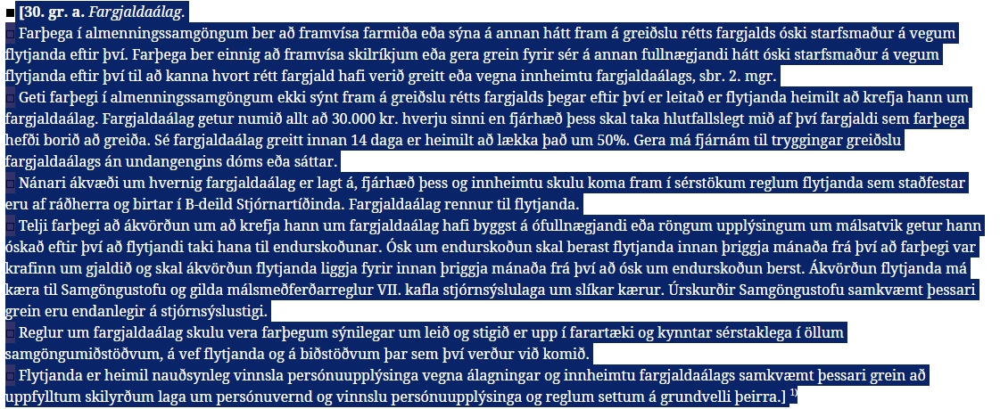 [30. gr. a. Fargjaldaálag.
Farþega í almenningssamgöngum ber að framvísa farmiða eða sýna á annan hátt fram á greiðslu rétts fargjalds óski starfsmaður á vegum
flytjanda eftir því. Farþega ber einnig að framvísa skilríkjum eða gera grein fyrir sér á annan fullnægjandi hátt óski starfsmaður á vegum
flytjanda eftir því til að kanna hvort rétt fargjald hafi verið greitt eða vegna innheimtu fargjaldaálags, sbr. 2. mgr.
Geti farþegi í almenningssamgöngum ekki sýnt fram á greiðslu rétts fargjalds þegar eftir því er leitað er flytjanda heimilt að krefja hann um
fargjaldaálag. Fargjaldaálag getur numið allt að 30.000 kr. hverju sinni en fjárhæð þess skal taka hlutfallslegt mið af því fargjaldi sem farþega
hefði borið að greiða. Sé fargjaldaálag greitt innan 14 daga er heimilt að lækka það um 50%. Gera má fjárnám til tryggingar greiðslu
fargjaldaálags án undangengins dóms eða sáttar.
Nánari ákvæði um hvernig fargjaldaálag er lagt á, fjárhæð þess og innheimtu skulu koma fram í sérstökum reglum flytjanda sem staðfestar
eru af ráðherra og birtar í B-deild Stjórnartíðinda. Fargjaldaálag rennur til flytjanda.
Telji farþegi að ákvörðun um að krefja hann um fargjaldaálag hafi byggst á ófullnægjandi eða röngum upplýsingum um málsatvik getur hann
óskað eftir því að flytjandi taki hana til endurskoðunar. Ósk um endurskoðun skal berast flytjanda innan þriggja mánaða frá því að farþegi var
krafinn um gjaldið og skal ákvörðun flytjanda liggja fyrir innan þriggja mánaða frá því að ósk um endurskoðun berst. Ákvörðun flytjanda má
kæra til Samgöngustofu og gilda málsmeðferðarreglur VII. kafla stjórnsýslulaga um slíkar kærur. Úrskurðir Samgöngustofu samkvæmt þessari
grein eru endanlegir á stjórnsýslustigi.
Reglur um fargjaldaálag skulu vera farþegum sýnilegar um leið og stigið er upp í farartæki og kynntar sérstaklega í öllum
samgöngumiðstöðvum, á vef flytjanda og á biðstöðvum þar sem því verður við komið.
Flytjanda er heimil nauðsynleg vinnsla persónuupplýsinga vegna álagningar og innheimtu fargjaldaálags samkvæmt þessari grein að
uppfylltum skilyrðum laga um persónuvernd og vinnslu persónuupplýsinga og reglum settum á grundvelli þeirra.] 1)